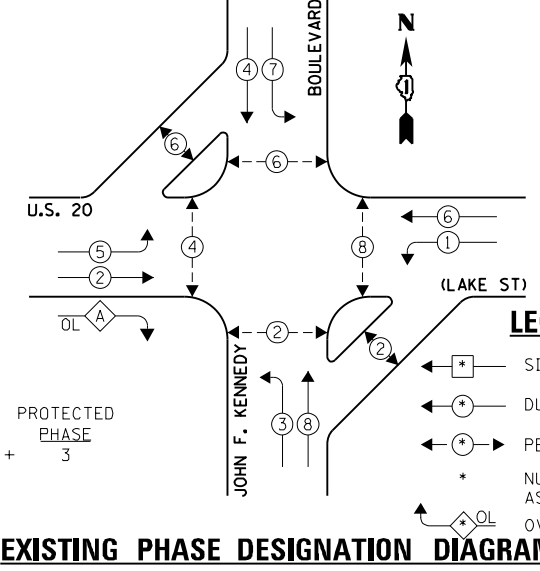 BOULEVARD
N
4 7
6
6
U.S. 20
5
2
4
8
6
1
(LAKE ST)
OL A
2
2
JOHN F. KENNEDY
3 8
PROTECTED
PHASE
+ 3
*
*
*
*
* OL
EXISTING PHASE DESIGNATION